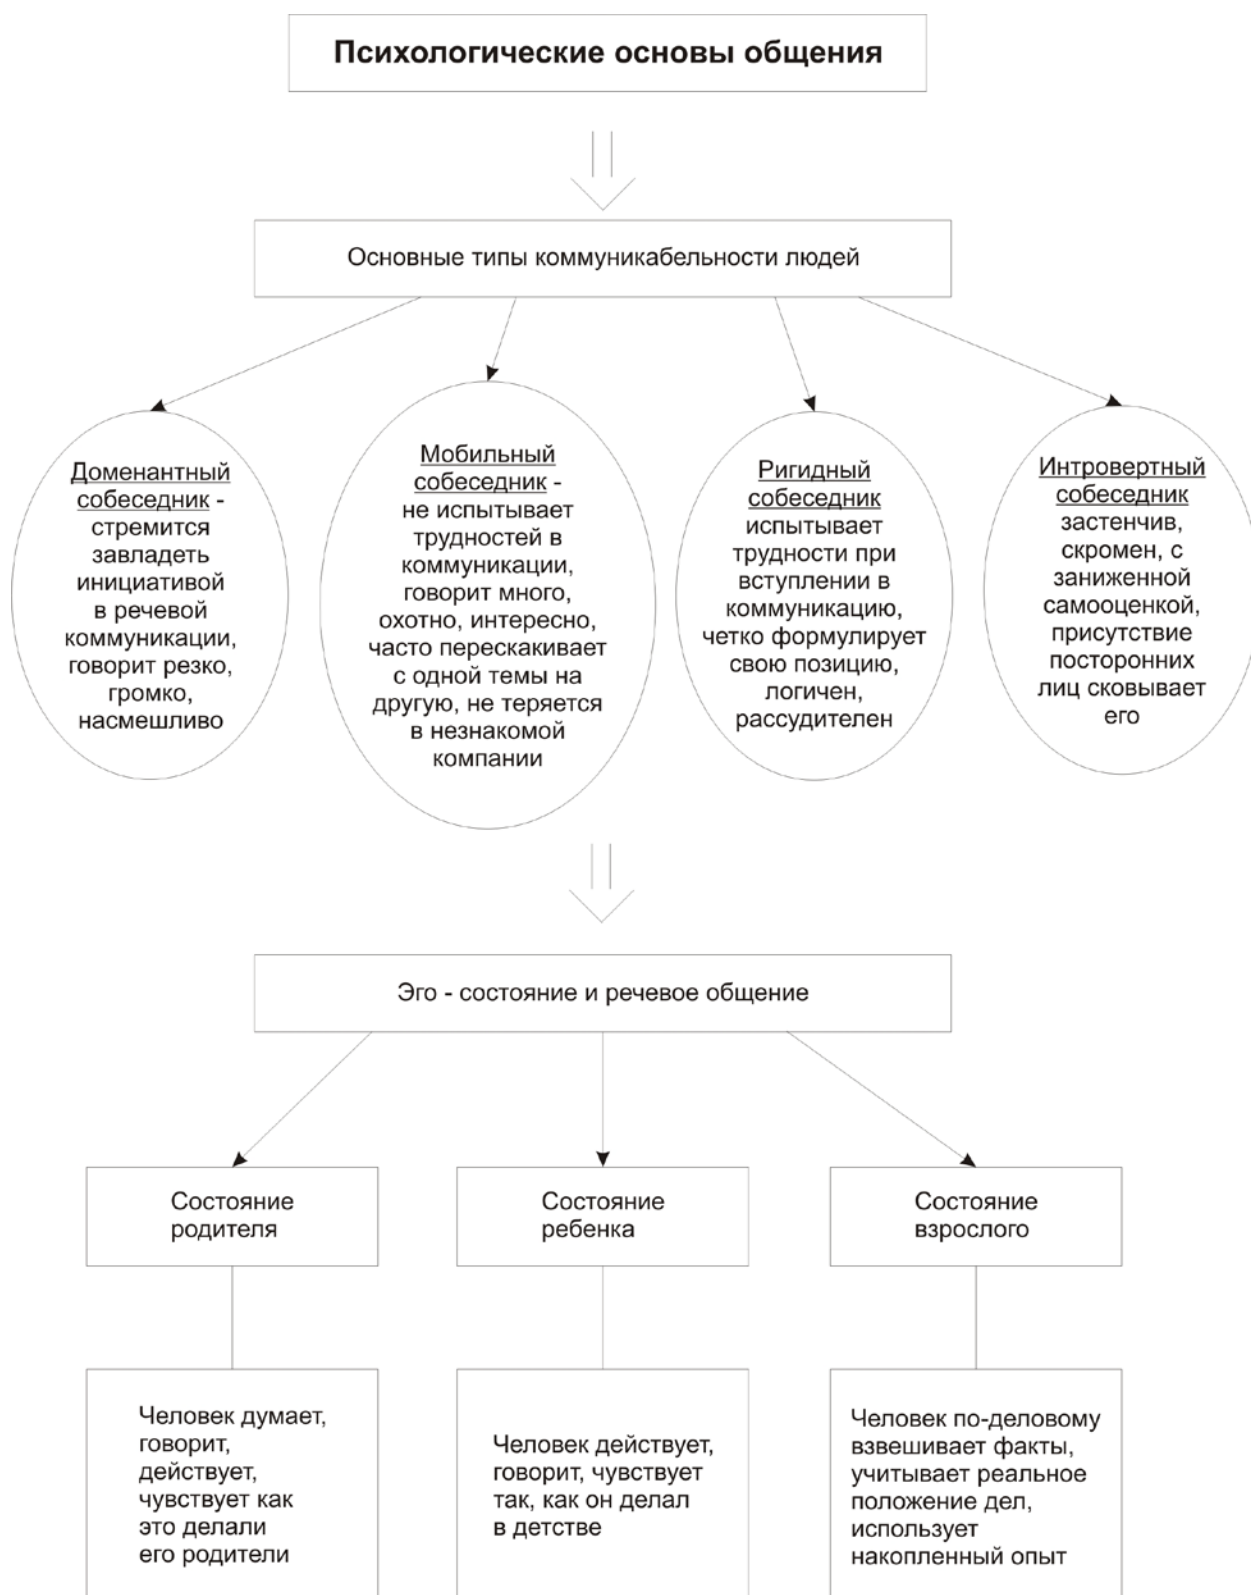 Психологические основы общения
Основные типы коммуникабельности людей
Доменантный
собеседник -
стремится
завладеть
инициативой
в речевой
коммуникации,
говорит резко,
громко,
насмешливо
Мобильный
собеседник -
не испытывает
трудностей в
коммуникации,
говорит много,
охотно, интересно,
часто перескакивает
с одной темы на
другую, не теряется
в незнакомой
компании
Ригидный
собеседник
испытывает
трудности при
вступлении в
коммуникацию,
четко формулирует
свою позицию,
логичен,
рассудителен
Интровертный
собеседник
застенчив,
скромен, с
заниженной
самооценкой,
присутствие
посторонних
лиц сковывает
его
Эго - состояние и речевое общение
Состояние
родителя
Состояние
ребенка
Состояние
взрослого
Человек думает,
говорит,
действует,
чувствует как
это делали
его родители
Человек действует,
говорит, чувствует
так, как он делал
в детстве
Человек по-деловому
взвешивает факты,
учитывает реальное
положение дел,
использует
накопленный опыт